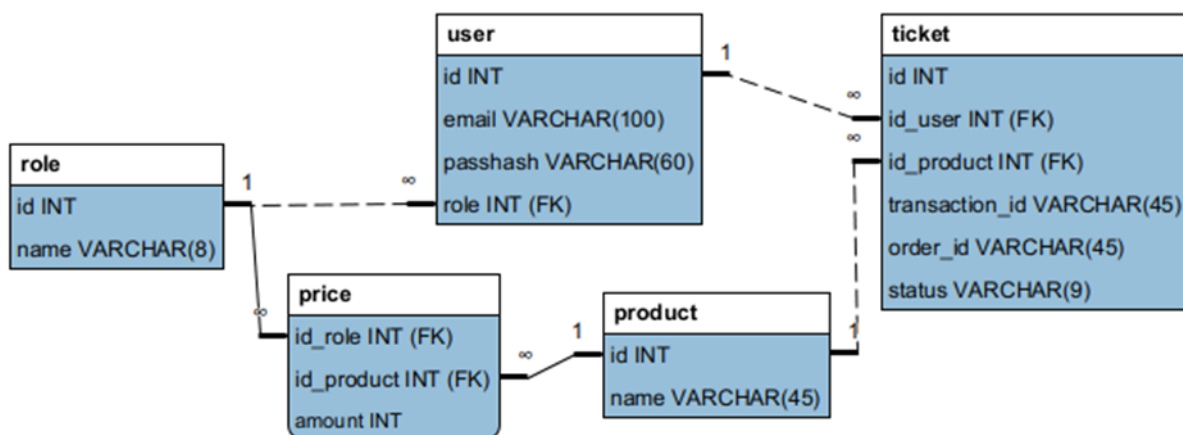 user
id INT
email VARCHAR(100)
passhash VARCHAR(60)
role INT (FK)
ticket
id INT
id_user INT (FK)
id_product INT (FK)
transaction_id VARCHAR(45)
order_id VARCHAR(45)
status VARCHAR(9)
1
∞
∞
1
role
id INT
name VARCHAR(8)
1
∞
∞
price
id_role INT (FK)
id_product INT (FK)
amount INT
∞
1
product
id INT
name VARCHAR(45)